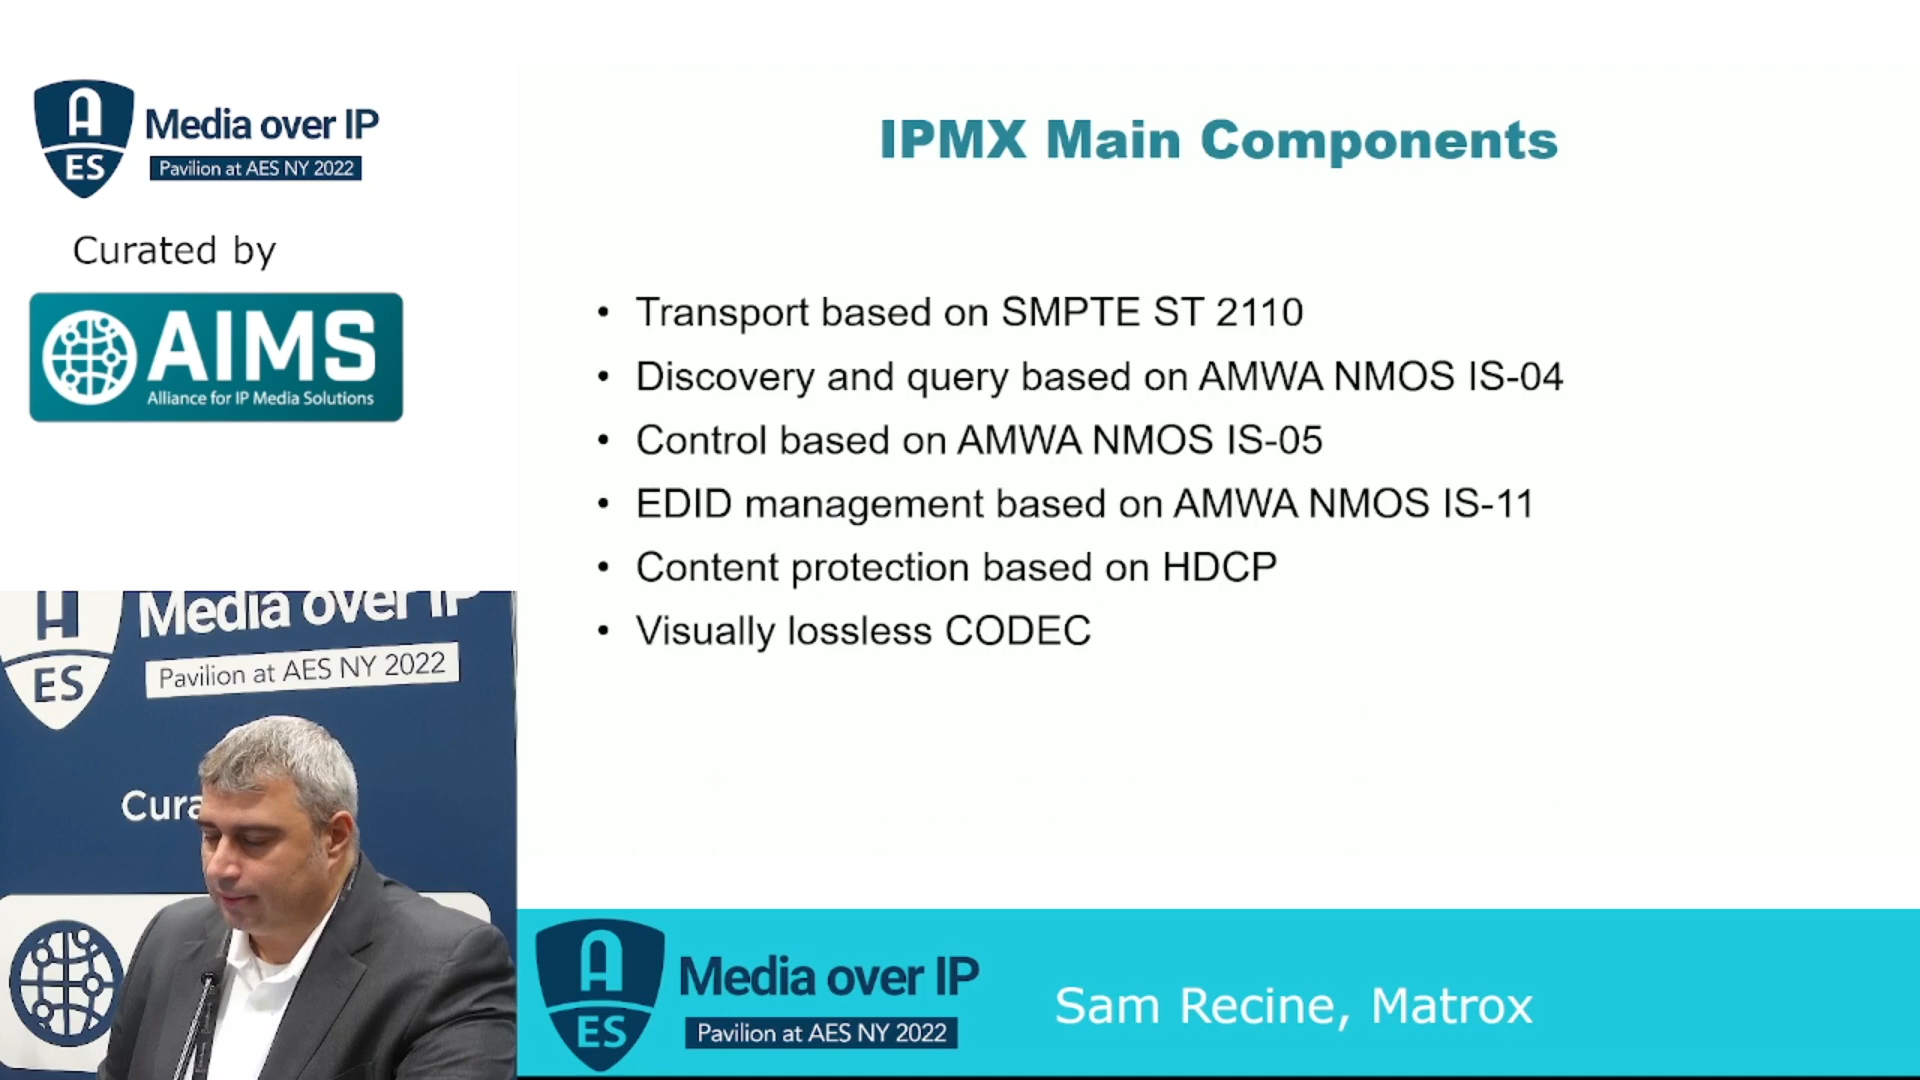 A
ES
Media over IP
Pavilion at AES NY 2022
Curated by
AIMS
Alliance for IP Media Solutions
IPMX Main Components
• Transport based on SMPTE ST 2110
• Discovery and query based on AMWA NMOS IS-04
• Control based on AMWA NMOS IS-05
• EDID management based on AMWA NMOS IS-11
• Content protection based on HDCP
• Visually lossless CODEC
A
ES
Media over IP
Pavilion at AES NY 2022
Cura
A
ES
Media over IP
Pavilion at AES NY 2022
Sam Recine, Matrox